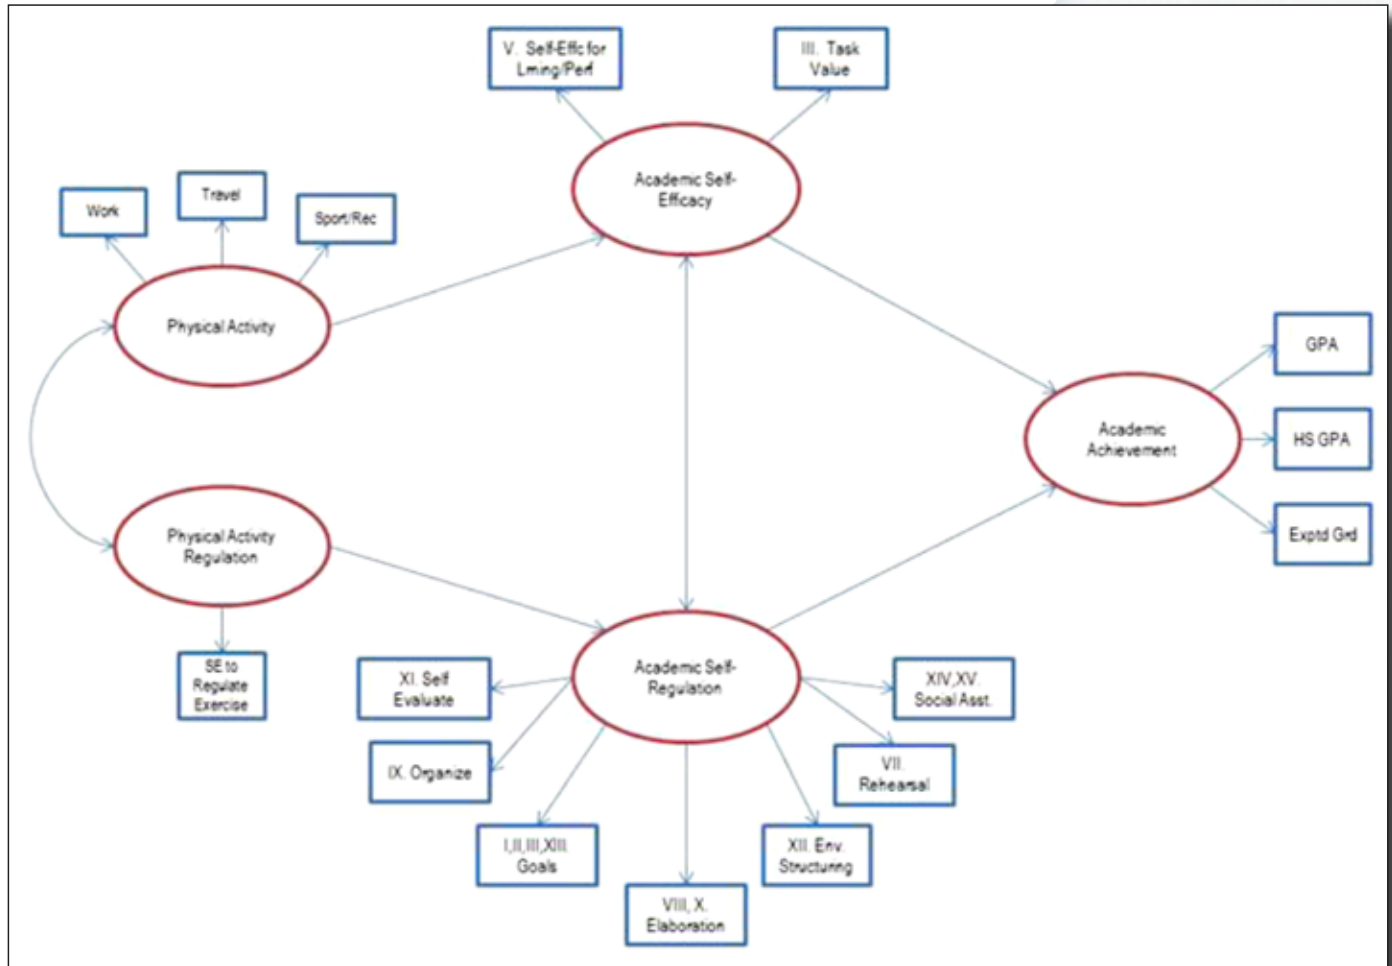 V. Self-Effc for
Lrning/Perf
III. Task
Value
Academic Self-
Efficacy
Work
Travel
Sport/Rec
Physical Activity
GPA
Academic
Achievement
HS GPA
Exptd Grd
Physical Activity
Regulation
SE to
Regulate
Exercise
Academic Self-
Regulation
XI. Self
Evaluate
XIV,XV.
Social Asst.
IX. Organize
VII.
Rehearsal
I,II,III,XIII.
Goals
XII. Env.
Structuring
VIII, X.
Elaboration